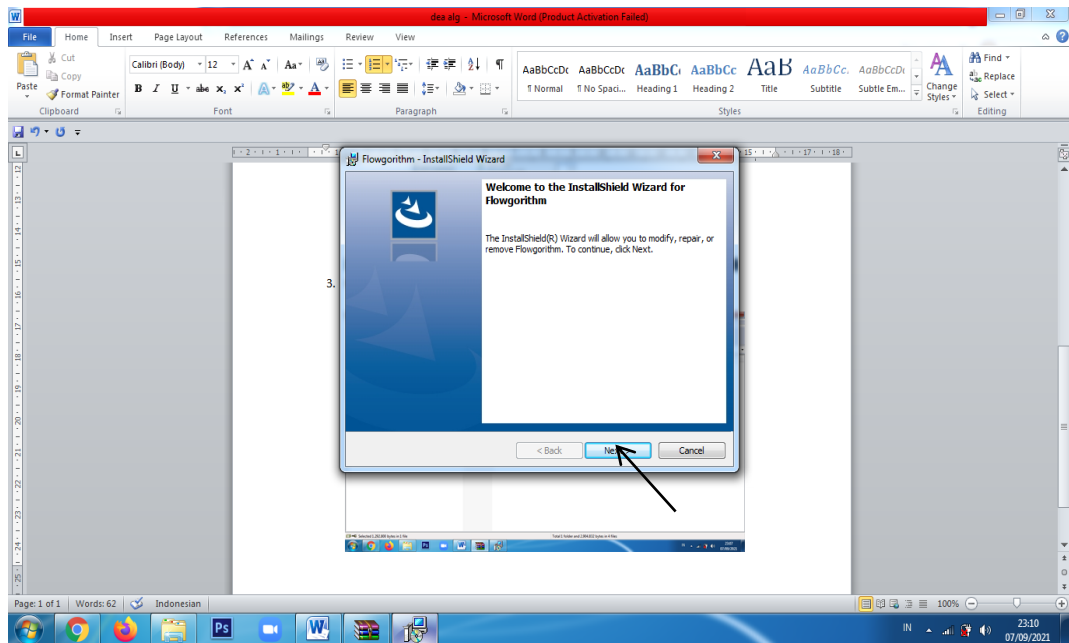 dea alg - Microsoft Word (Product Activation Failed)
File Home Insert Page Layout References Mailings Review View
Paste
Cut
Copy
Format Painter
Clipboard
Calibri (Body) 12
Font
Paragraph
AaBbCcDc AaBbCcDc AaBbC AaBbCc AaB AaBbCc. AaBbCcDc
¶ Normal ¶ No Spaci... Heading 1 Heading 2 Title Subtitle Subtle Em...
Change
Styles
Styles
Find
Replace
Select
Editing
3.
Flowgorithm - InstallShield Wizard
Welcome to the InstallShield Wizard for
Flowgorithm
The InstallShield(R) Wizard will allow you to modify, repair, or
remove Flowgorithm. To continue, click Next.
< Back Cancel
Page: 1 of 1 Words: 62 Indonesian 100%
Ps W IN 23:10
07/09/2021